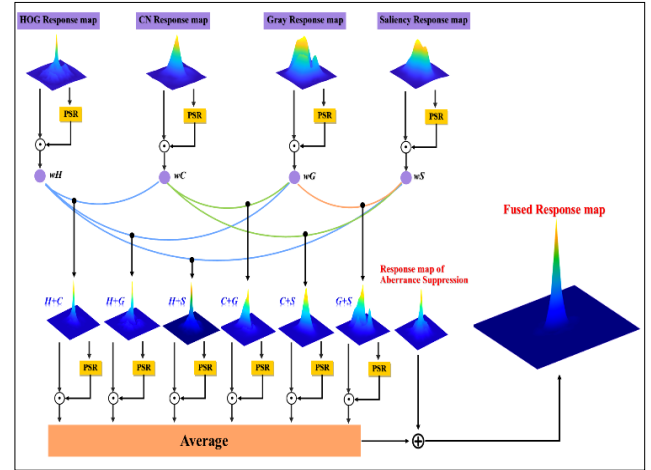 HOG Response map
CN Response map
Gray Response map
Saliency Response map
PSR
PSR
PSR
PSR
wH
wC
wG
wS
Fused Response map
Response map of
Aberrance Suppression
H+C
H+G
H+S
C+G
C+S
G+S
PSR
PSR
PSR
PSR
PSR
PSR
Average